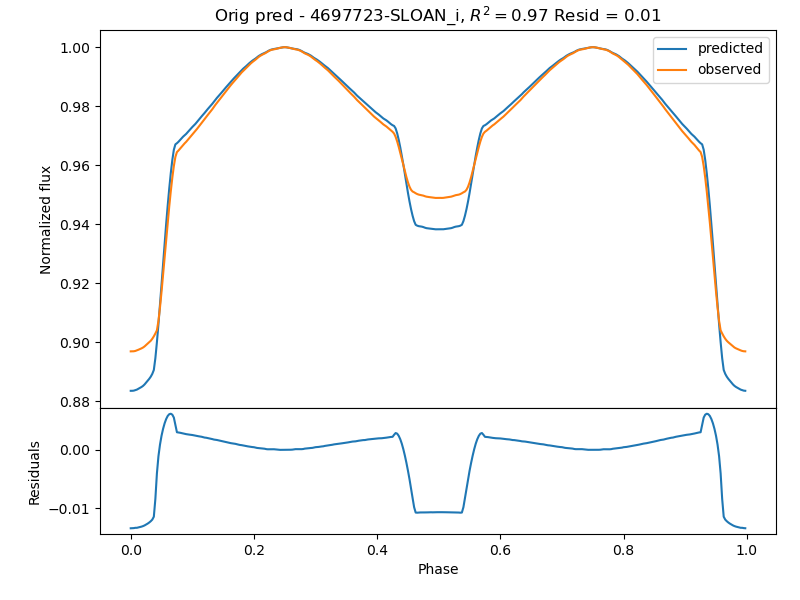 Orig pred - 4697723-SLOAN_i, $R^2 = 0.97$ Resid = 0.01
predicted
observed
Normalized flux
1.00
0.98
0.96
0.94
0.92
0.90
0.88
Residuals
0.00
−0.01
0.0 0.2 0.4 0.6 0.8 1.0
Phase